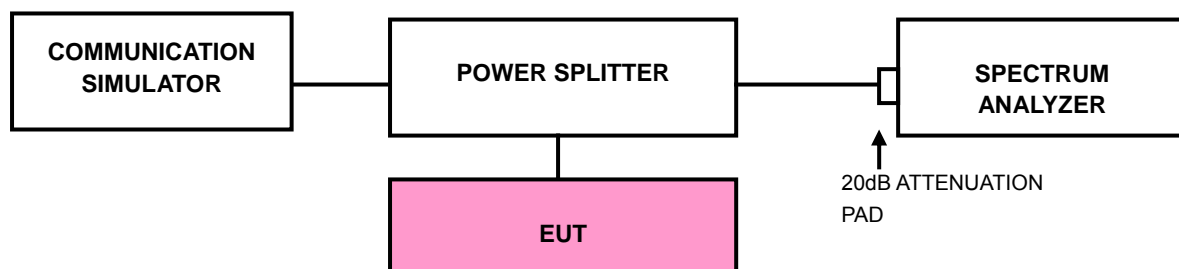 COMMUNICATION
SIMULATOR
POWER SPLITTER
SPECTRUM
ANALYZER
20dB ATTENUATION
PAD
EUT